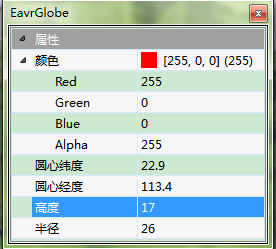 EavrGlobe
属性
颜色 [255, 0, 0] (255)
Red 255
Green 0
Blue 0
Alpha 255
圆心纬度 22.9
圆心经度 113.4
高度 17
半径 26